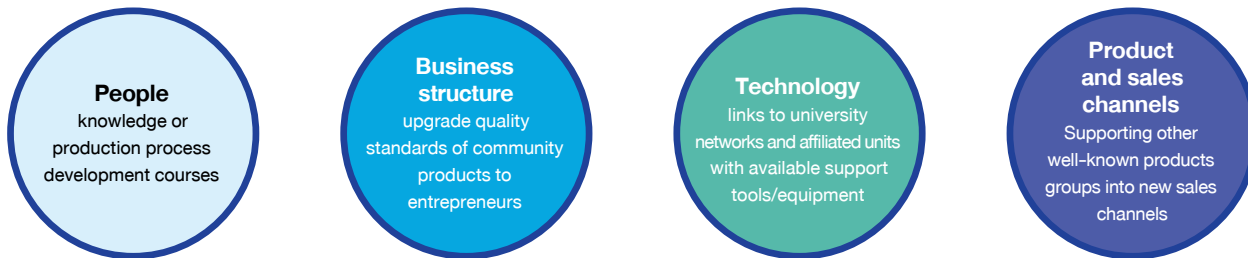 People
knowledge or
production process
development courses
Business
structure
upgrade quality
standards of community
products to
entrepreneurs
Technology
links to university
networks and affiliated units
with available support
tools/equipment
Product
and sales
channels
Supporting other
well-known products
groups into new sales
channels